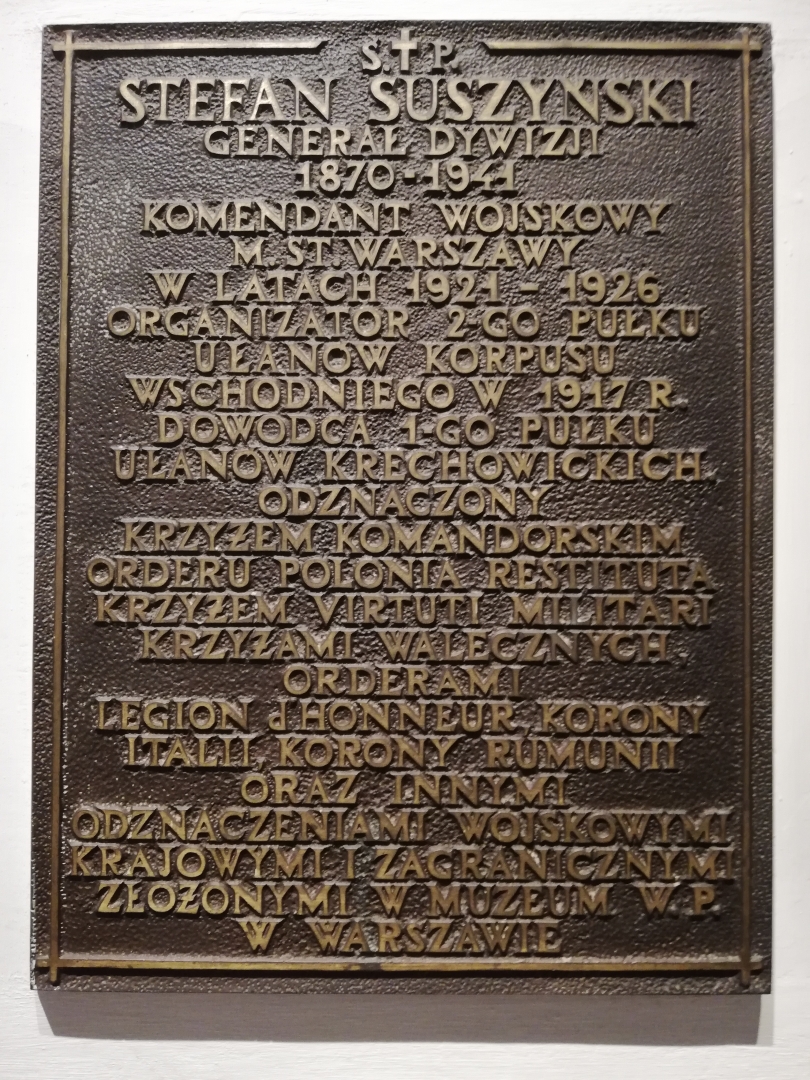 Ś.✝P.
STEFAN SUSZYŃSKI
GENERAŁ DYWIZJI
1870-1941
KOMENDANT WOJSKOWY
M. ST. WARSZAWY
W LATACH 1921 - 1926
ORGANIZATOR 2-GO PUŁKU
UŁANÓW KORPUSU
WSCHODNIEGO W 1917 R.
DOWÓDCA 1-GO PUŁKU
UŁANÓW KRECHOWICKICH.
ODZNACZONY
KRZYŻEM KOMANDORSKIM
ORDERU POLONIA RESTITUTA
KRZYŻEM VIRTUTI MILITARI
KRZYŻAMI WALECZNYCH,
ORDERAMI
LEGION d'HONNEUR, KORONY
ITALII, KORONY RUMUNII
ORAZ INNYMI
ODZNACZENIAMI WOJSKOWYMI
KRAJOWYMI I ZAGRANICZNYMI
ZŁOŻONYMI W MUZEUM W.P.
W WARSZAWIE